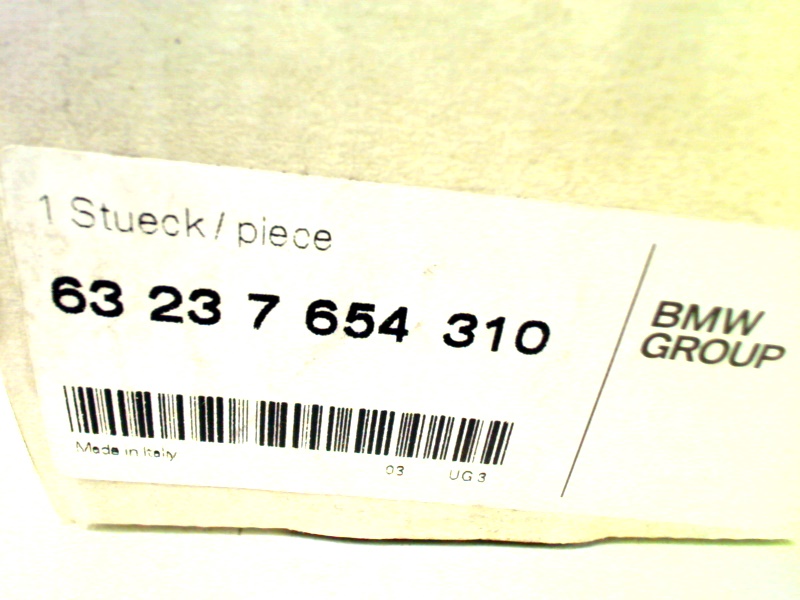 1 Stueck / piece
63 23 7 654 310
BMW
GROUP
Made in Italy
03 UG 3